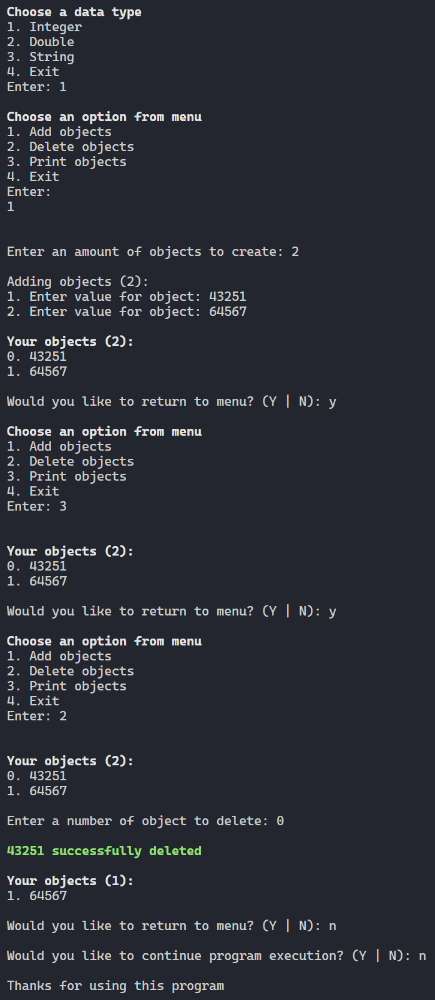 Choose a data type
1. Integer
2. Double
3. String
4. Exit
Enter: 1
Choose an option from menu
1. Add objects
2. Delete objects
3. Print objects
4. Exit
Enter:
1
Enter an amount of objects to create: 2
Adding objects (2):
1. Enter value for object: 43251
2. Enter value for object: 64567
Your objects (2):
0. 43251
1. 64567
Would you like to return to menu? (Y | N): y
Choose an option from menu
1. Add objects
2. Delete objects
3. Print objects
4. Exit
Enter: 3
Your objects (2):
0. 43251
1. 64567
Would you like to return to menu? (Y | N): y
Choose an option from menu
1. Add objects
2. Delete objects
3. Print objects
4. Exit
Enter: 2
Your objects (2):
0. 43251
1. 64567
Enter a number of object to delete: 0
43251 successfully deleted
Your objects (1):
1. 64567
Would you like to return to menu? (Y | N): n
Would you like to continue program execution? (Y | N): n
Thanks for using this program